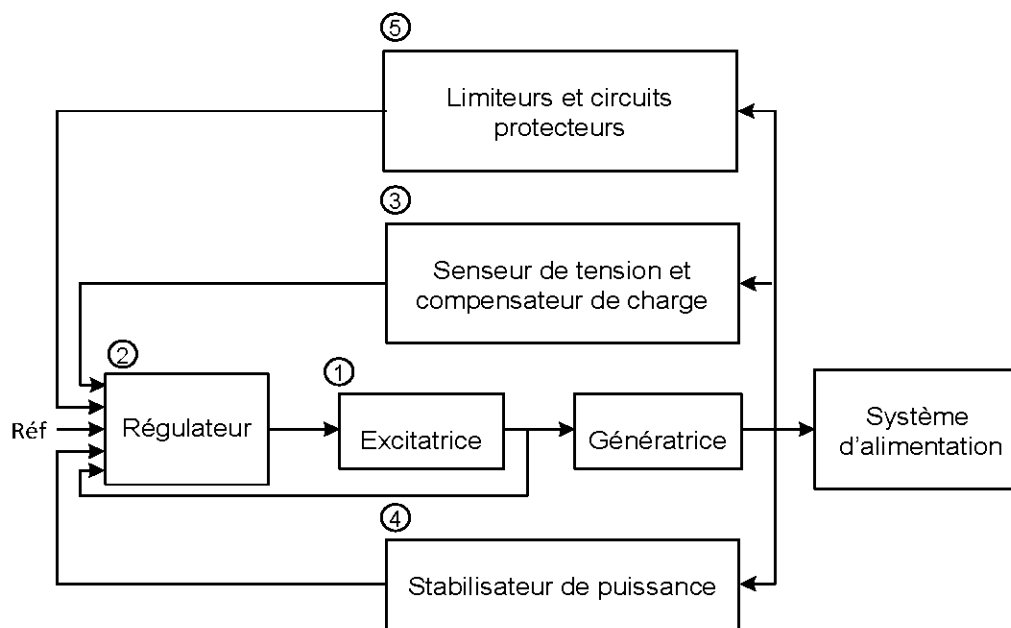 ⑤
Limiteurs et circuits
protecteurs
③
Senseur de tension et
compensateur de charge
②
Régulateur
①
Excitatrice
Génératrice
Système
d'alimentation
Réf
④
Stabilisateur de puissance